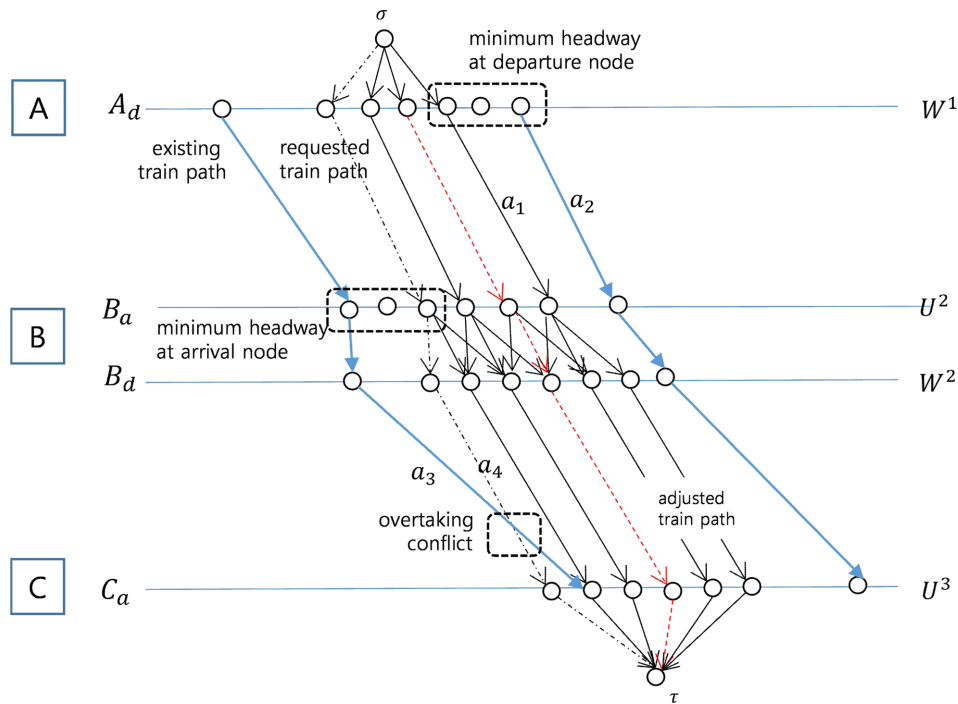 σ
minimum headway
at departure node
A
A_d
W^1
existing
train path
requested
train path
a_1
a_2
B
B_a
U^2
minimum headway
at arrival node
B_d
W^2
a_3
a_4
adjusted
train path
overtaking
conflict
C
C_a
U^3
τ